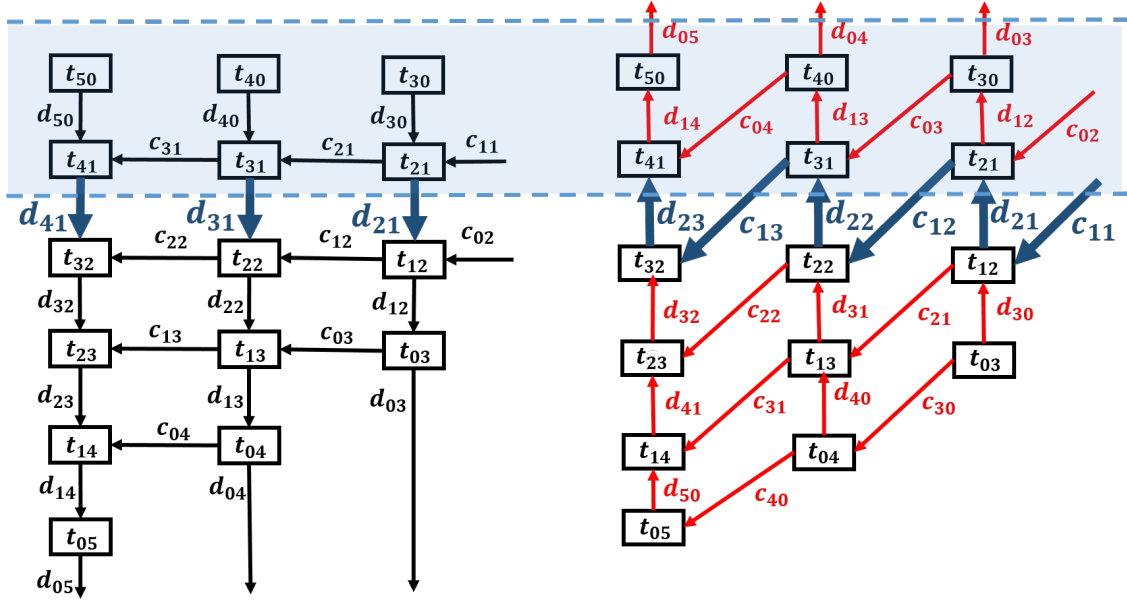 d₀₅ d₀₄ d₀₃
t₅₀ t₄₀ t₃₀ t₅₀ t₄₀ t₃₀
d₅₀ d₄₀ d₃₀ d₁₄ c₀₄ d₁₃ c₀₃ d₁₂ c₀₂
t₄₁ c₃₁ t₃₁ c₂₁ t₂₁ c₁₁ t₄₁ t₃₁ t₂₁
d₄₁ d₃₁ d₂₁ d₂₃ c₁₃ d₂₂ c₁₂ d₂₁ c₁₁
t₃₂ c₂₂ t₂₂ c₁₂ t₁₂ c₀₂ t₃₂ t₂₂ t₁₂
d₃₂ d₂₂ d₁₂ d₃₂ c₂₂ d₃₁ c₂₁ d₃₀
t₂₃ c₁₃ t₁₃ c₀₃ t₀₃ t₂₃ t₁₃ t₀₃
d₂₃ d₁₃ d₀₃ d₄₁ c₃₁ d₄₀ c₃₀
t₁₄ c₀₄ t₀₄ t₁₄ t₀₄
d₁₄ d₀₄ d₅₀ c₄₀
t₀₅ t₀₅
d₀₅